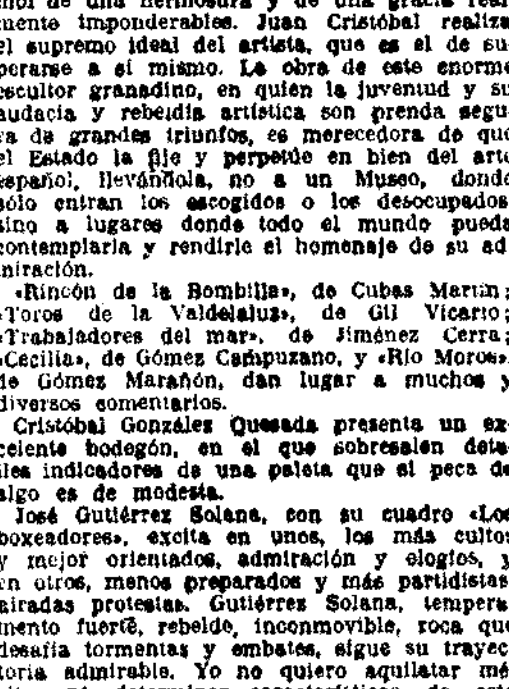 ñol de una hermosura y de una gracia real-
mente imponderables. Juan Cristóbal realiza
el supremo ideal del artista, que es el de su-
perarse a si mismo. La obra de este enorme
escultor granadino, en quien la juventud y su
audacia y rebeldia artística son prenda segu-
ra de grandes triunfos, es merecedora de que
el Estado la fije y perpetúe en bien del arte
español, llevándola, no a un Museo, donde
sólo entran los escogidos o los desocupados,
sino a lugares donde todo el mundo pueda
contemplarla y rendirle el homenaje de su ad-
miración.
«Rincón de la Bombilla», de Cubas Martín;
«Toros de la Valdelaluz», de Gil Vicario;
«Trabajadores del mar», de Jiménez Cerra;
«Cecilia», de Gómez Campuzano, y «Río Moros»,
de Gómez Marañón, dan lugar a muchos y
diversos comentarios.
Cristóbal González Quesada presenta un ex-
celente bodegón, en el que sobresalen deta-
lles indicadores de una paleta que si peca de
algo es de modesta.
José Gutiérrez Solana, con su cuadro «Los
boxeadores», excita en unos, los más cultos
y mejor orientados, admiración y elogios, y
en otros, menos preparados y más partidistas,
airadas protestas. Gutiérrez Solana, tempera-
mento fuerte, rebelde, inconmovible, roca que
desafía tormentas y embates, sigue su trayec-
toria admirable. Yo no quiero aquilatar mé-